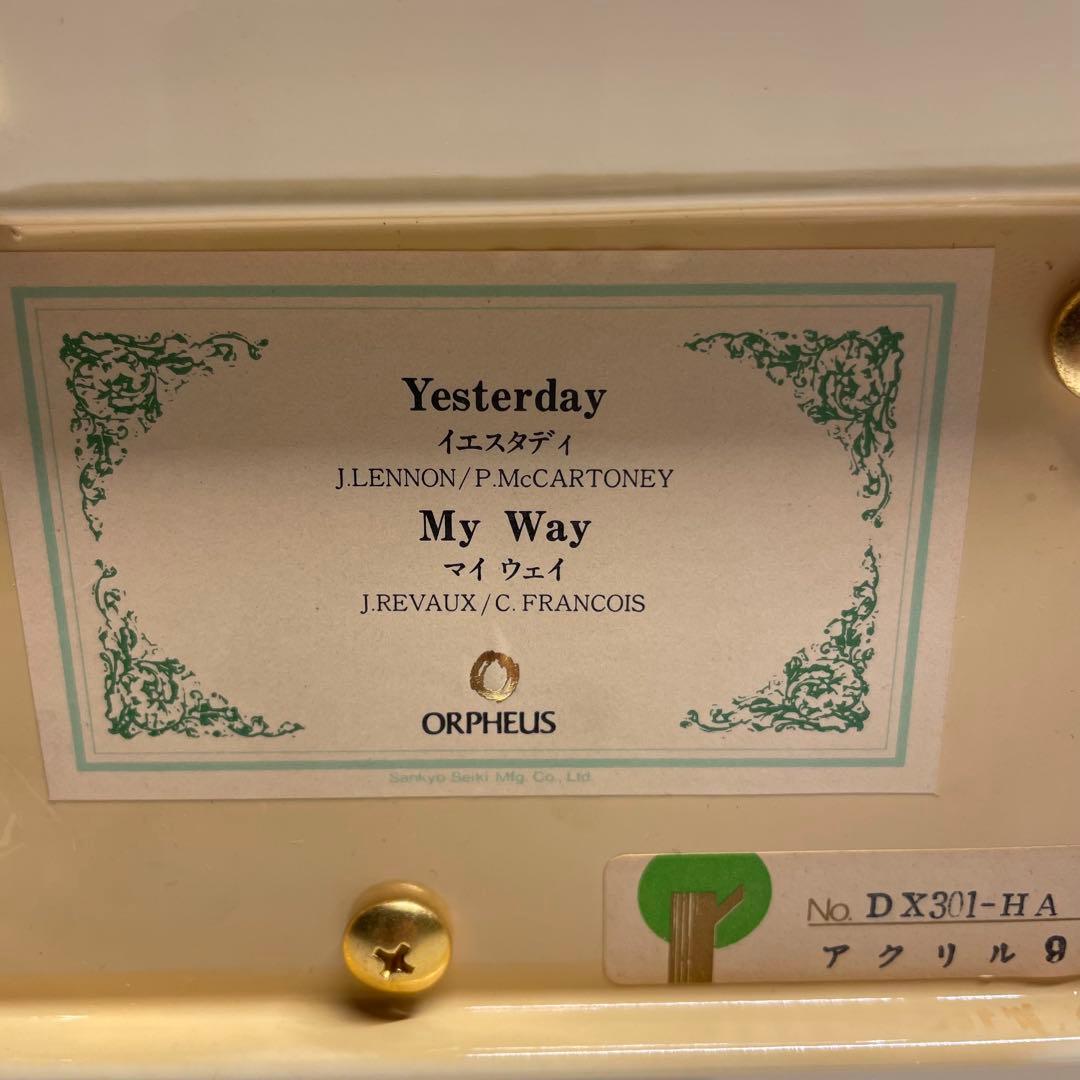 Yesterday
イエスタディ
J.LENNON/P.McCARTONEY
My Way
マイ ウェイ
J.REVAUX/C. FRANCOIS
ORPHEUS
Sankyo Seiki Mfg. Co., Ltd.
No. DX301-HA
アクリル